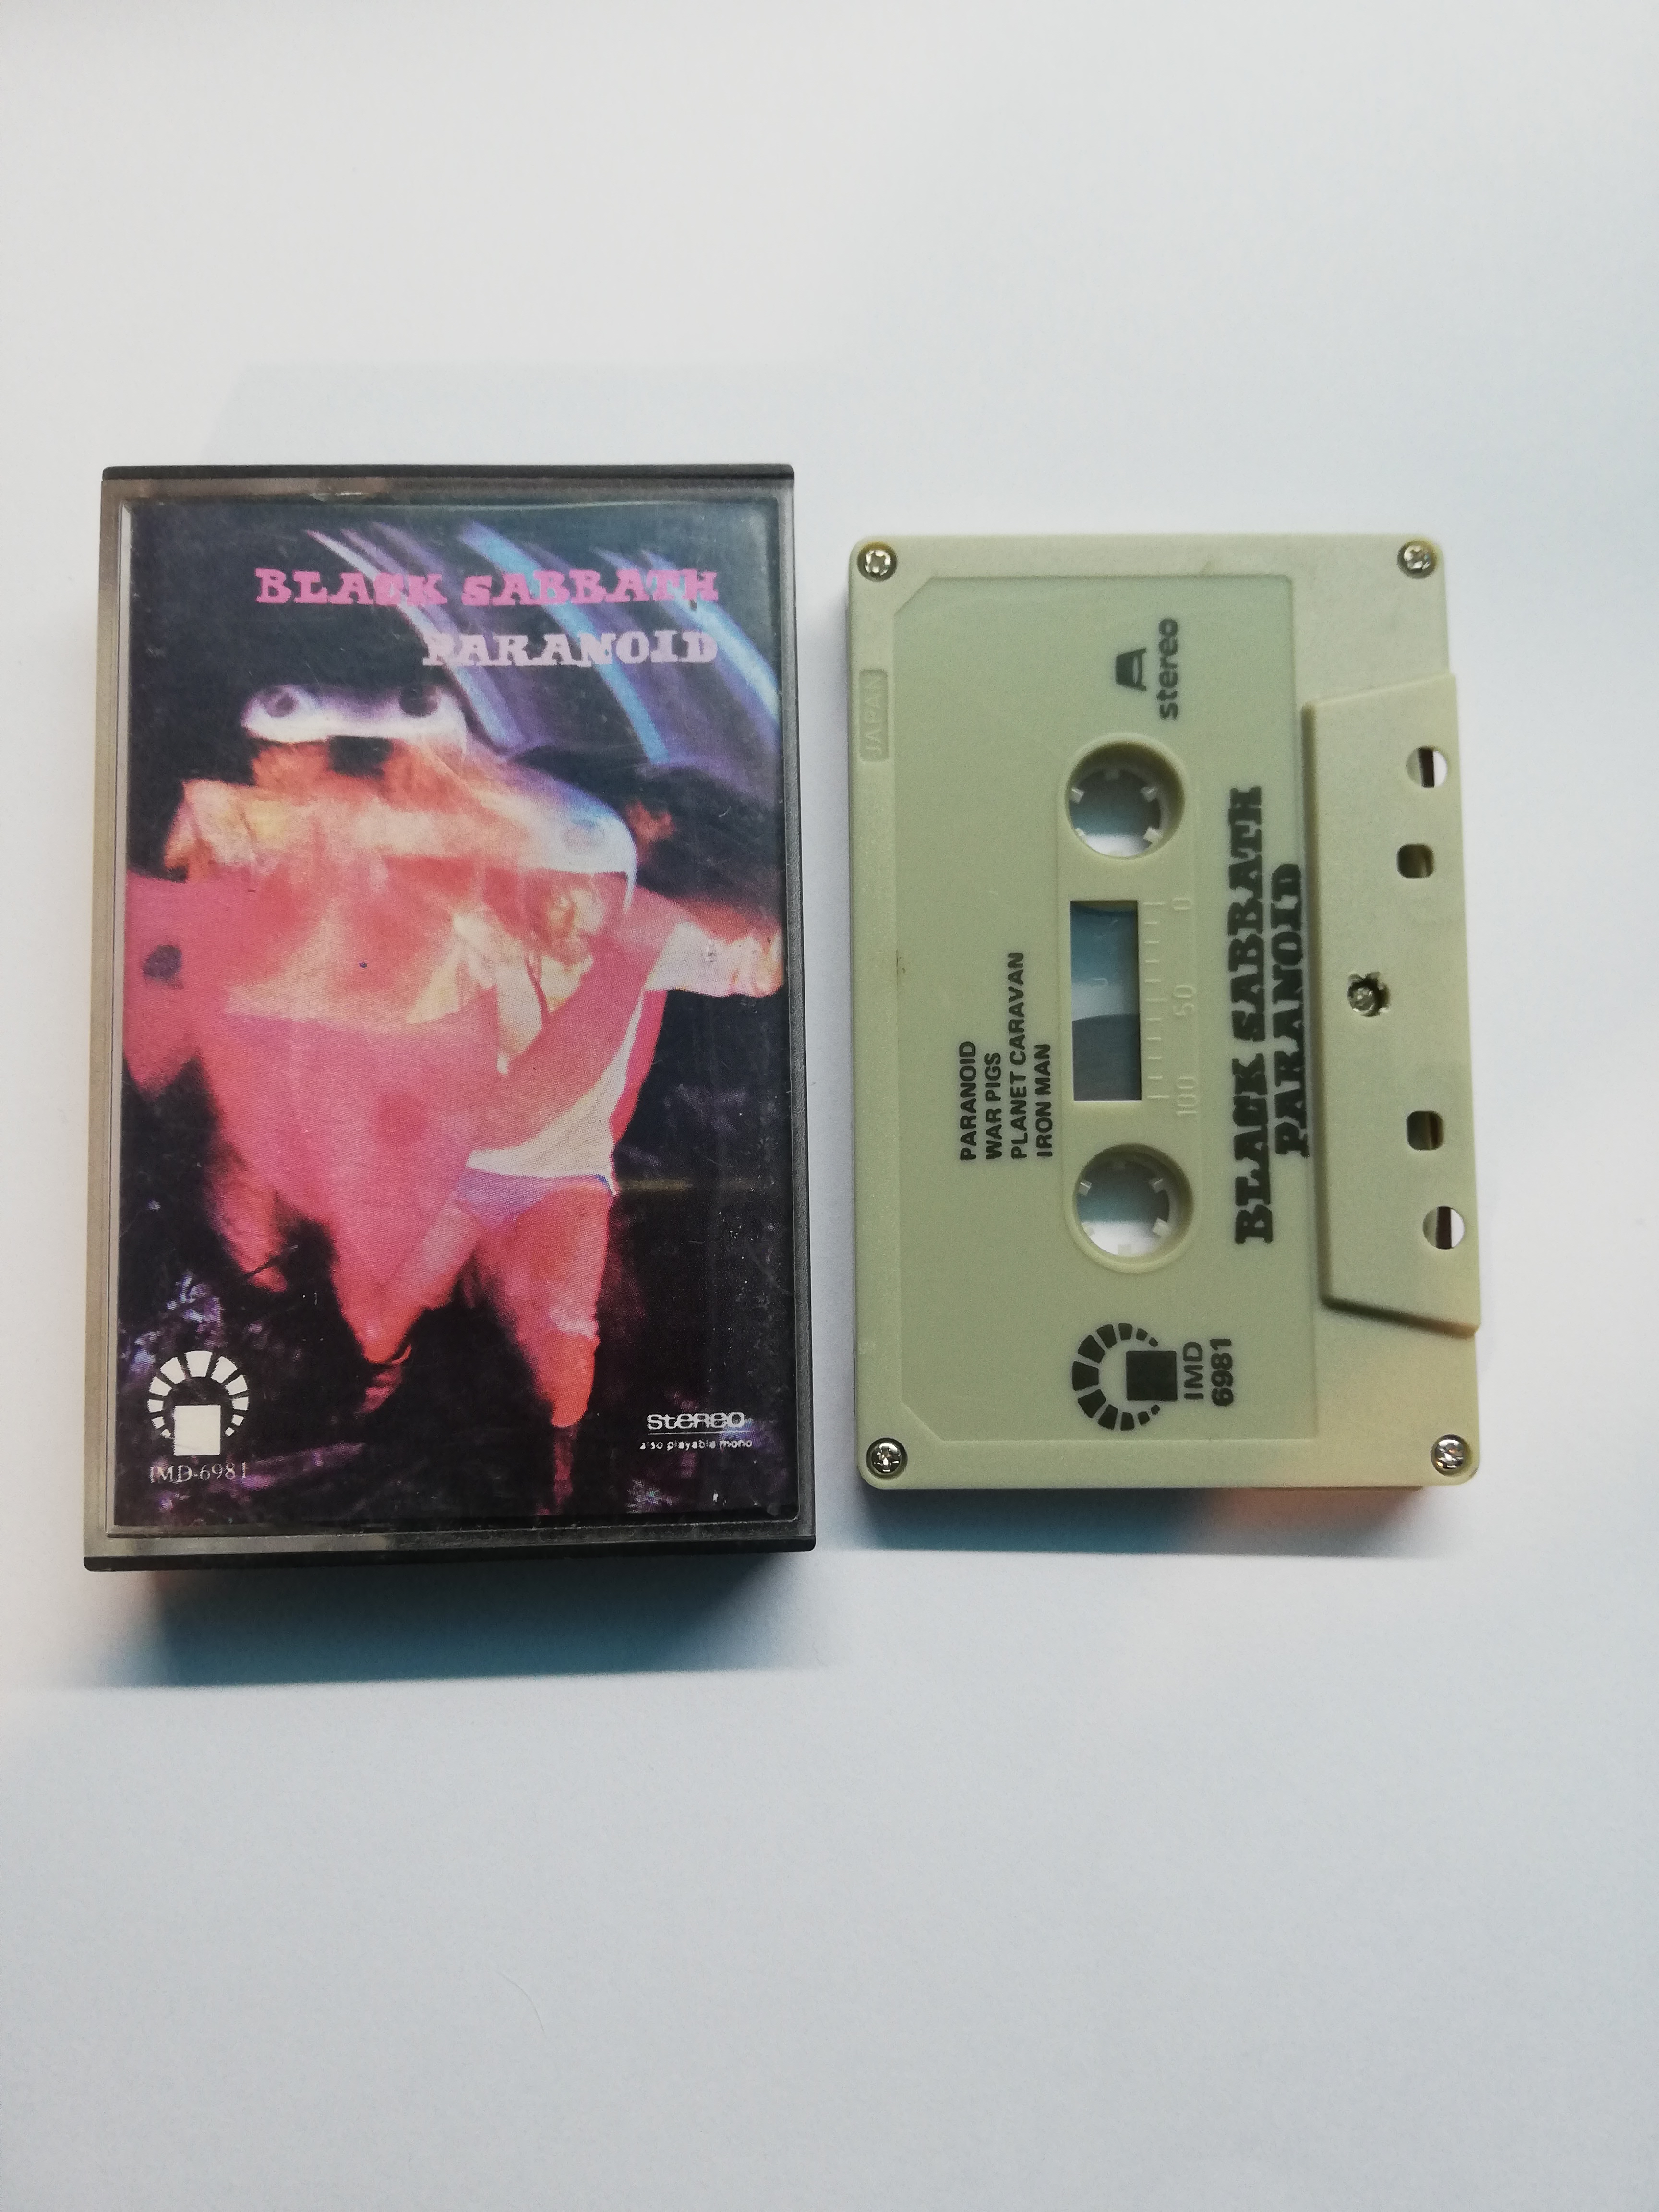 BLACK SABBATH
PARANOID
IMD-6981
stereo
also playable mono
JAPAN
PARANOID
WAR PIGS
PLANET CARAVAN
IRON MAN
A
stereo
100 50 0
BLACK SABBATH
PARANOID
IMD
6981